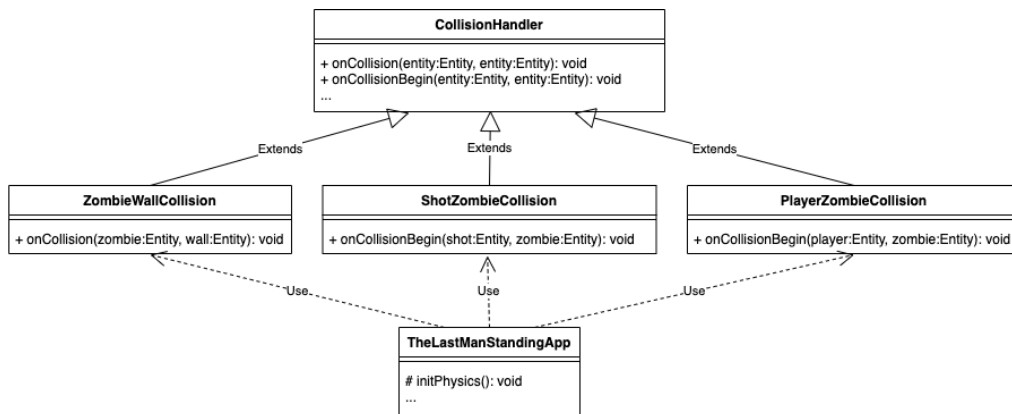 CollisionHandler
+ onCollision(entity:Entity, entity:Entity): void
+ onCollisionBegin(entity:Entity, entity:Entity): void
...
Extends
Extends
Extends
ZombieWallCollision
+ onCollision(zombie:Entity, wall:Entity): void
ShotZombieCollision
+ onCollisionBegin(shot:Entity, zombie:Entity): void
PlayerZombieCollision
+ onCollisionBegin(player:Entity, zombie:Entity): void
Use
Use
Use
TheLastManStandingApp
# initPhysics(): void
...